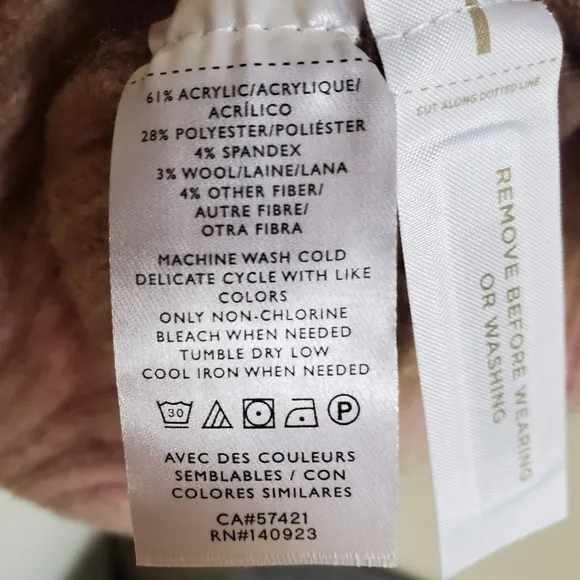 61% ACRYLIC/ACRYLIQUE/
ACRÍLICO
28% POLYESTER/POLIÉSTER
4% SPANDEX
3% WOOL/LAINE/LANA
4% OTHER FIBER/
AUTRE FIBRE/
OTRA FIBRA
MACHINE WASH COLD
DELICATE CYCLE WITH LIKE
COLORS
ONLY NON-CHLORINE
BLEACH WHEN NEEDED
TUMBLE DRY LOW
COOL IRON WHEN NEEDED
30
P
AVEC DES COULEURS
SEMBLABLES / CON
COLORES SIMILARES
CA#57421
RN#140923
CUT ALONG DOTTED LINE
REMOVE BEFORE WEARING
OR WASHING